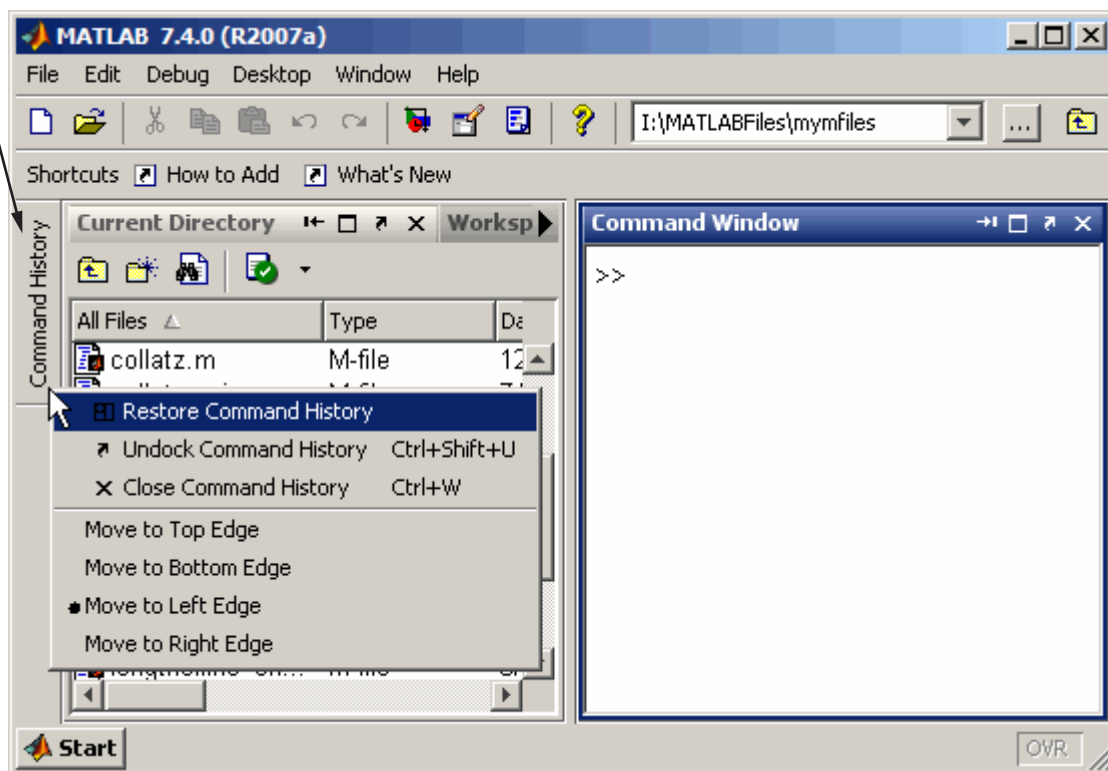 MATLAB 7.4.0 (R2007a)
File Edit Debug Desktop Window Help
I:\MATLABFiles\mymfiles ...
Shortcuts How to Add What's New
Command History
Current Directory Worksp
All Files Type Da
collatz.m M-file 12
Restore Command History
Undock Command History Ctrl+Shift+U
Close Command History Ctrl+W
Move to Top Edge
Move to Bottom Edge
Move to Left Edge
Move to Right Edge
Command Window
>>
Start OVR